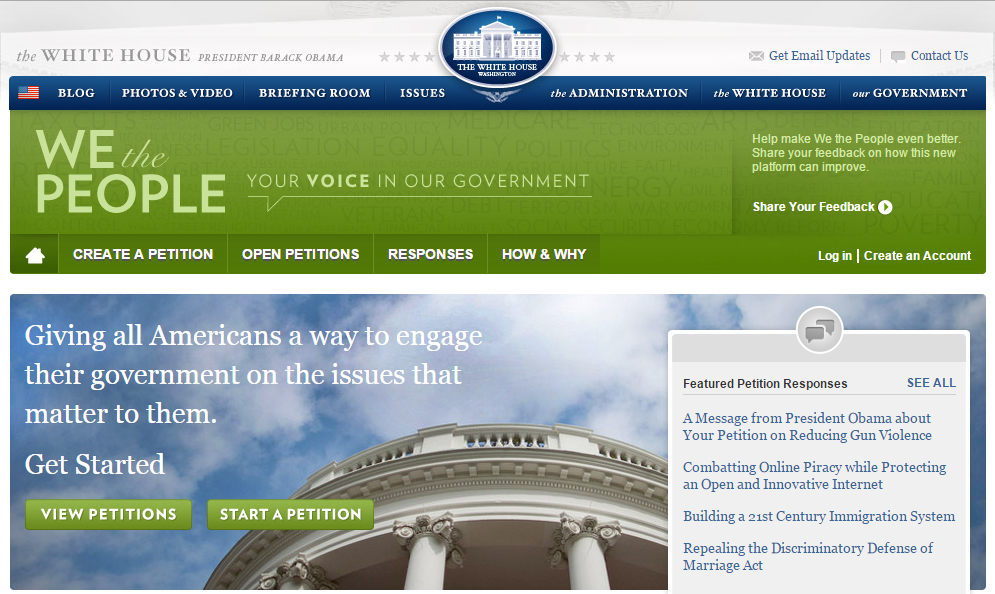 the WHITE HOUSE PRESIDENT BARACK OBAMA
THE WHITE HOUSE
WASHINGTON
Get Email Updates
Contact Us
BLOG
PHOTOS & VIDEO
BRIEFING ROOM
ISSUES
the ADMINISTRATION
the WHITE HOUSE
our GOVERNMENT
WE the
PEOPLE
YOUR VOICE IN OUR GOVERNMENT
Help make We the People even better.
Share your feedback on how this new
platform can improve.
Share Your Feedback
CREATE A PETITION
OPEN PETITIONS
RESPONSES
HOW & WHY
Log in | Create an Account
Giving all Americans a way to engage
their government on the issues that
matter to them.
Get Started
VIEW PETITIONS
START A PETITION
Featured Petition Responses
SEE ALL
A Message from President Obama about
Your Petition on Reducing Gun Violence
Combatting Online Piracy while Protecting
an Open and Innovative Internet
Building a 21st Century Immigration System
Repealing the Discriminatory Defense of
Marriage Act